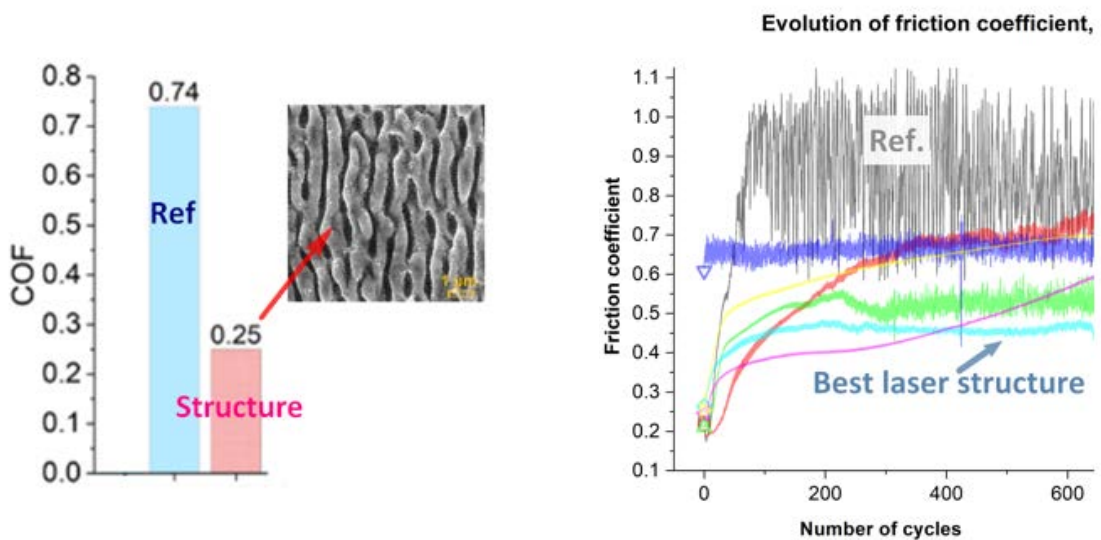 COF
0.8
0.7
0.6
0.5
0.4
0.3
0.2
0.1
0.0
0.74
Ref
0.25
Structure
1 µm
Evolution of friction coefficient,
Friction coefficient
1.1
1.0
0.9
0.8
0.7
0.6
0.5
0.4
0.3
0.2
0.1
Ref.
Best laser structure
0
200
400
600
Number of cycles